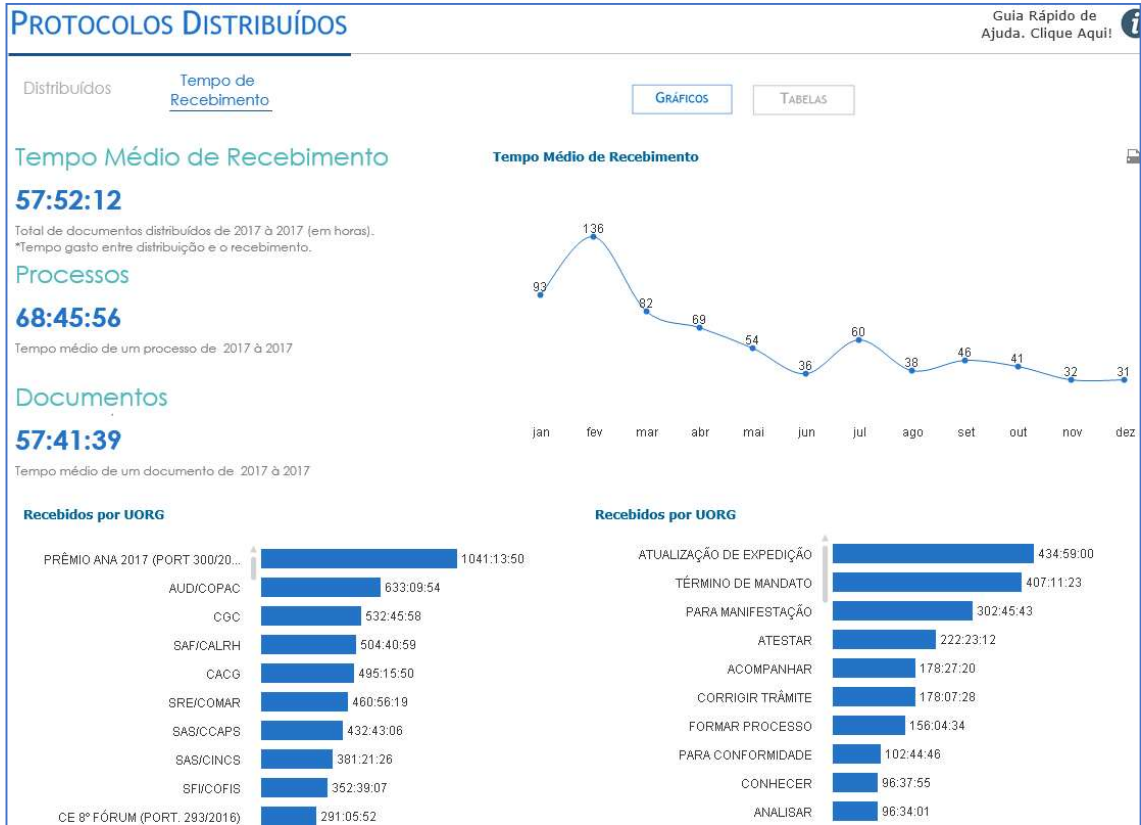 PROTOCOLOS DISTRIBUÍDOS
Guia Rápido de
Ajuda. Clique Aqui!
i
Distribuídos
Tempo de
Recebimento
GRÁFICOS
TABELAS
Tempo Médio de Recebimento
57:52:12
Total de documentos distribuídos de 2017 à 2017 (em horas).
*Tempo gasto entre distribuição e o recebimento.
Processos
68:45:56
Tempo médio de um processo de 2017 à 2017
Documentos
57:41:39
Tempo médio de um documento de 2017 à 2017
Tempo Médio de Recebimento
93
136
82
69
54
36
60
38
46
41
32
31
jan fev mar abr mai jun jul ago set out nov dez
Recebidos por UORG
PRÊMIO ANA 2017 (PORT 300/20... 1041:13:50
AUD/COPAC 633:09:54
CGC 532:45:58
SAF/CALRH 504:40:59
CACG 495:15:50
SRE/COMAR 460:56:19
SAS/CCAPS 432:43:06
SAS/CINCS 381:21:26
SFI/COFIS 352:39:07
CE 8º FÓRUM (PORT. 293/2016) 291:05:52
Recebidos por UORG
ATUALIZAÇÃO DE EXPEDIÇÃO 434:59:00
TÉRMINO DE MANDATO 407:11:23
PARA MANIFESTAÇÃO 302:45:43
ATESTAR 222:23:12
ACOMPANHAR 178:27:20
CORRIGIR TRÂMITE 178:07:28
FORMAR PROCESSO 156:04:34
PARA CONFORMIDADE 102:44:46
CONHECER 96:37:55
ANALISAR 96:34:01